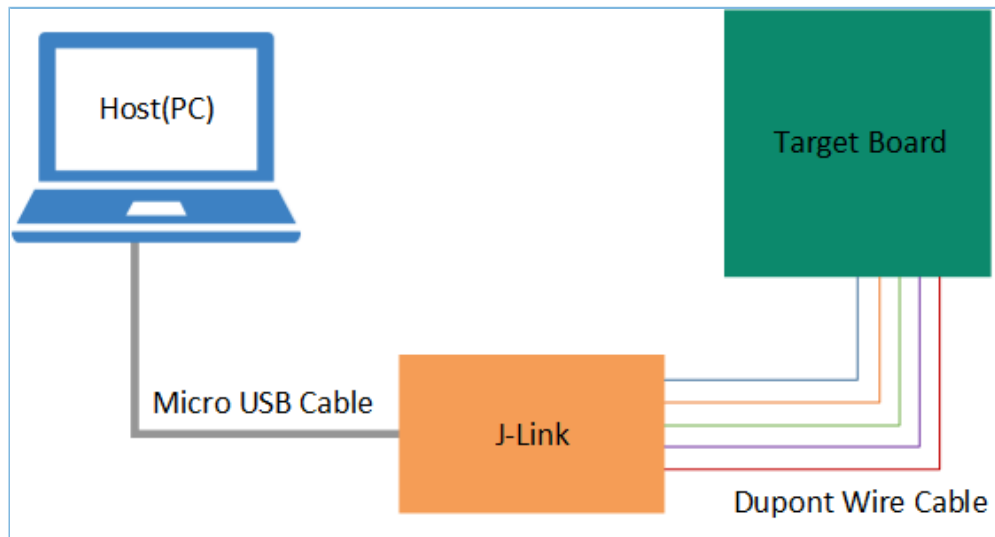 Host(PC)
Target Board
Micro USB Cable
J-Link
Dupont Wire Cable